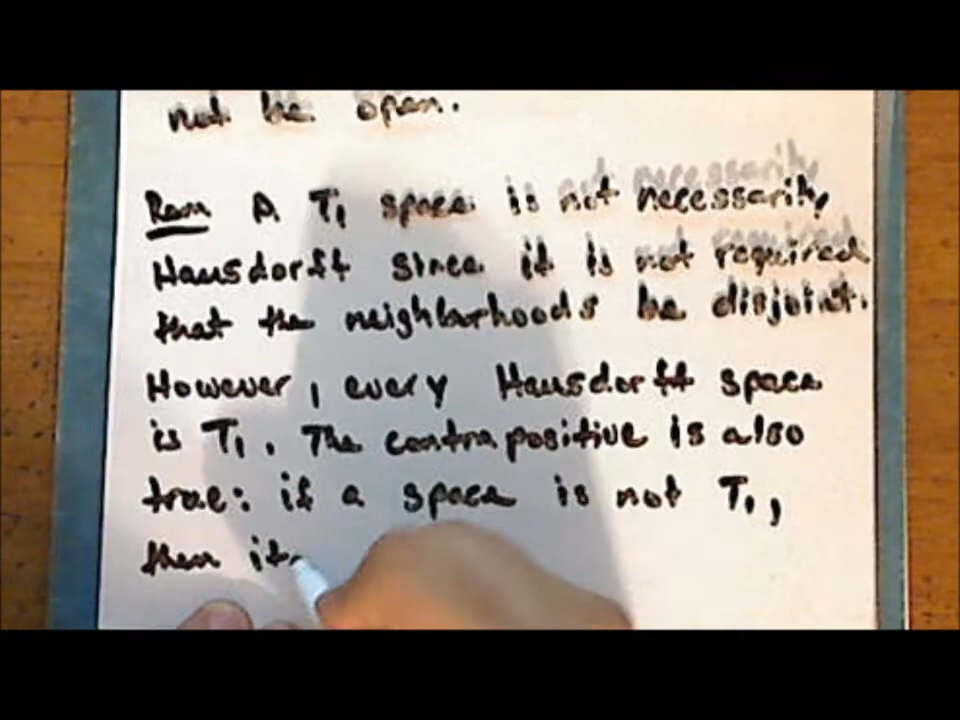 not be open.
Rem A T₁ space is not necessarily
Hausdorff since it is not required
that the neighborhoods be disjoint.
However, every Hausdorff space
is T₁. The contrapositive is also
true: if a space is not T₁,
then it